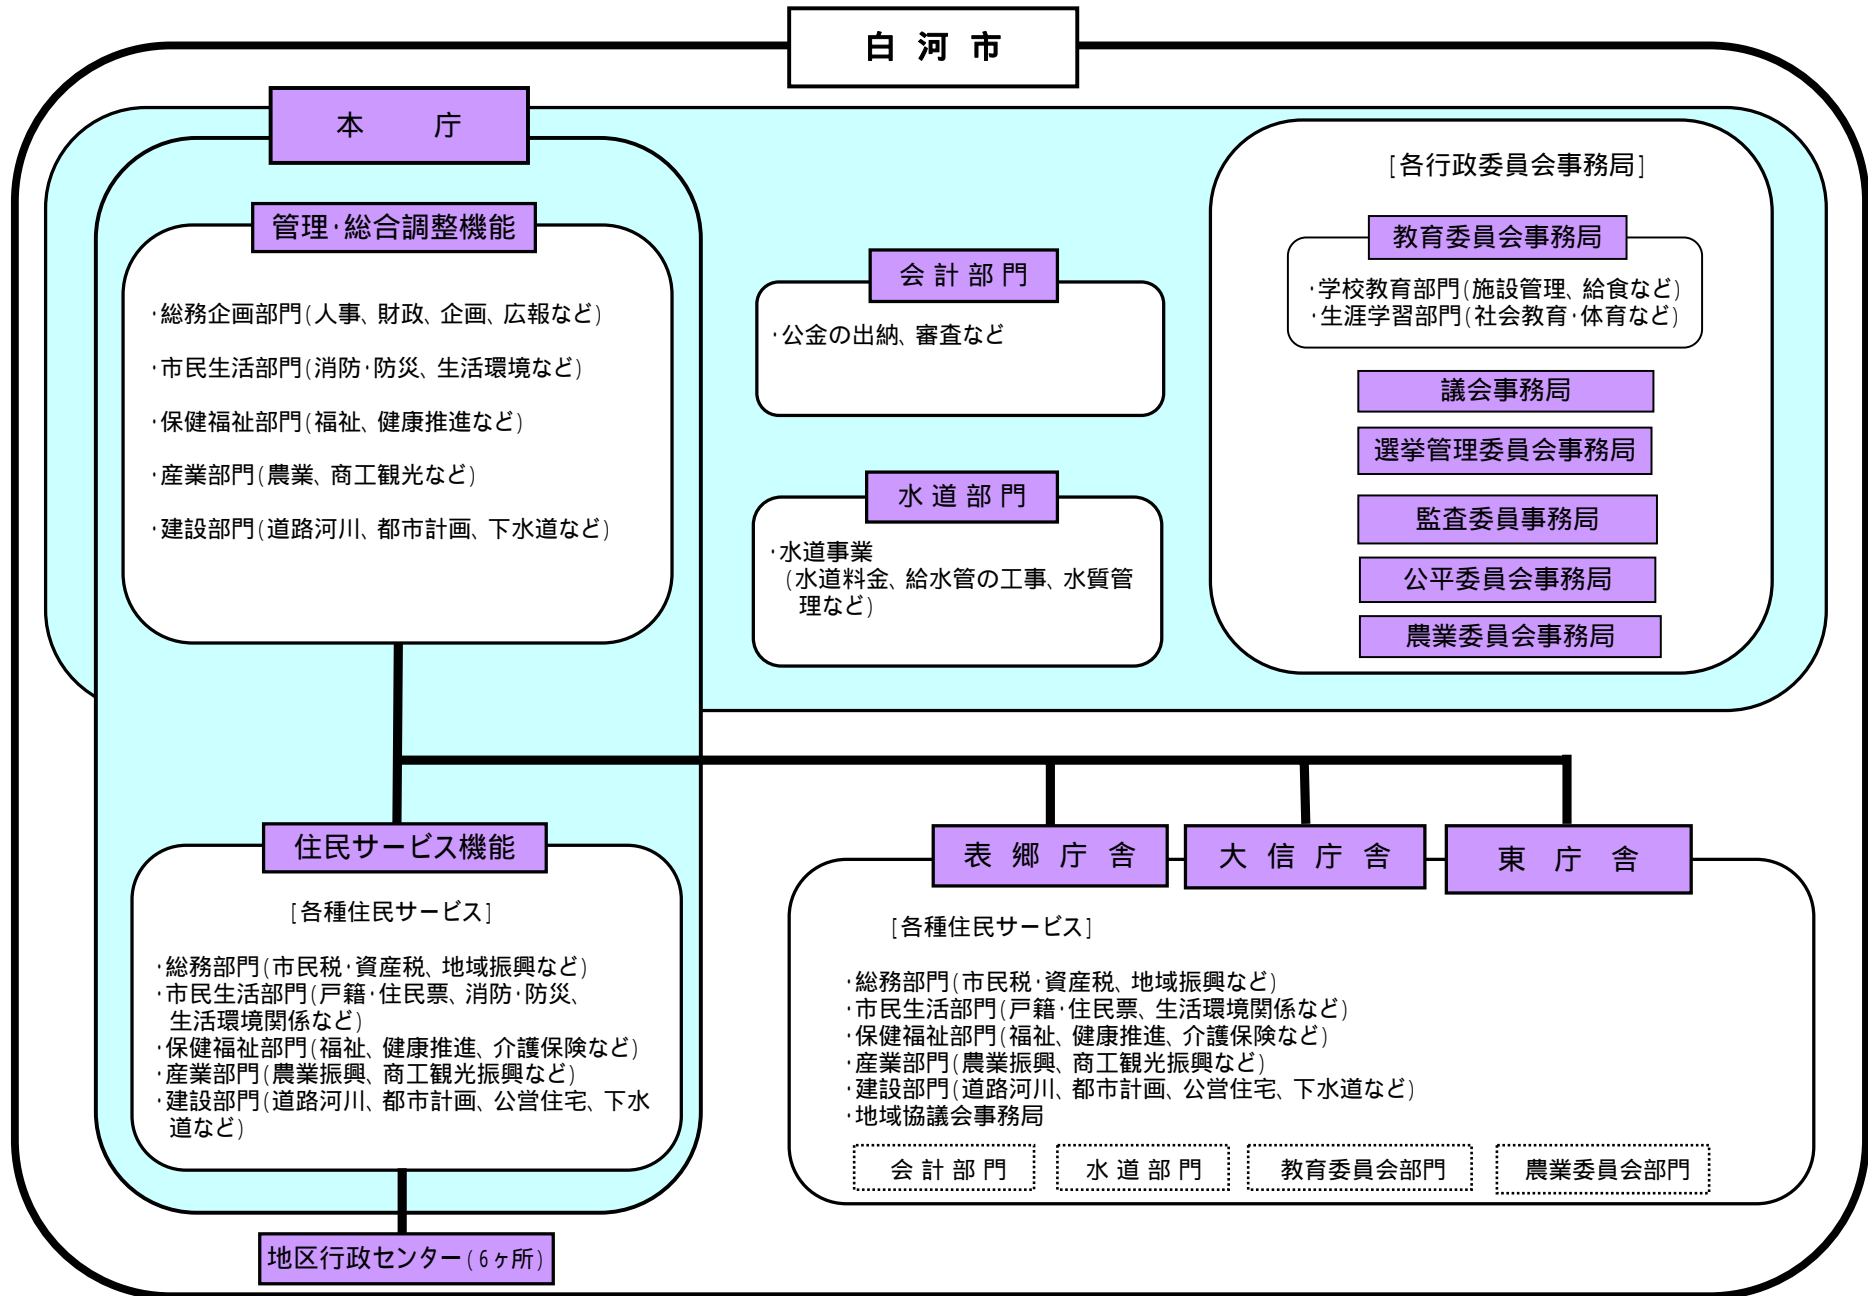 白 河 市
本 庁
管理・総合調整機能
・総務企画部門(人事、財政、企画、広報など)
・市民生活部門(消防・防災、生活環境など)
・保健福祉部門(福祉、健康推進など)
・産業部門(農業、商工観光など)
・建設部門(道路河川、都市計画、下水道など)
会 計 部 門
・公金の出納、審査など
水 道 部 門
・水道事業
(水道料金、給水管の工事、水質管
理など)
[各行政委員会事務局]
教育委員会事務局
・学校教育部門(施設管理、給食など)
・生涯学習部門(社会教育・体育など)
議会事務局
選挙管理委員会事務局
監査委員事務局
公平委員会事務局
農業委員会事務局
住民サービス機能
[各種住民サービス]
・総務部門(市民税・資産税、地域振興など)
・市民生活部門(戸籍・住民票、消防・防災、
生活環境関係など)
・保健福祉部門(福祉、健康推進、介護保険など)
・産業部門(農業振興、商工観光振興など)
・建設部門(道路河川、都市計画、公営住宅、下水
道など)
地区行政センター(6ヶ所)
表 郷 庁 舎
大 信 庁 舎
東 庁 舎
[各種住民サービス]
・総務部門(市民税・資産税、地域振興など)
・市民生活部門(戸籍・住民票、生活環境関係など)
・保健福祉部門(福祉、健康推進、介護保険など)
・産業部門(農業振興、商工観光振興など)
・建設部門(道路河川、都市計画、公営住宅、下水道など)
・地域協議会事務局
会 計 部 門
水 道 部 門
教育委員会部門
農業委員会部門